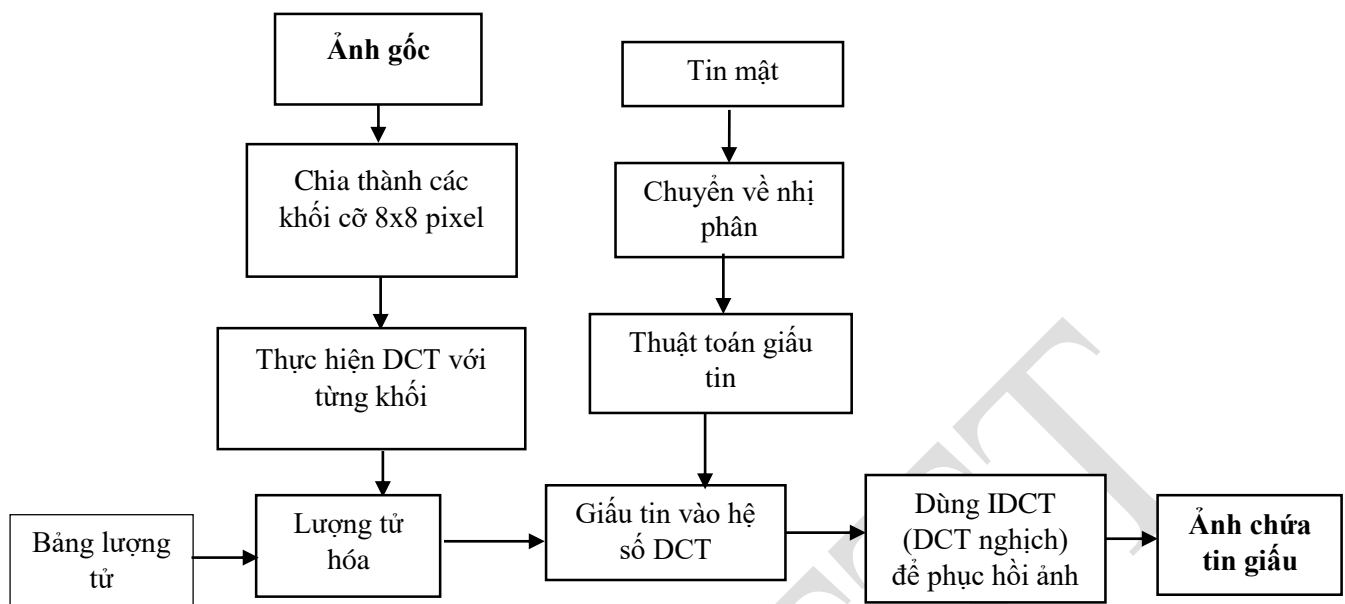 Ảnh gốc
Tin mật
Chia thành các
khối cỡ 8x8 pixel
Chuyển về nhị
phân
Thực hiện DCT với
từng khối
Thuật toán giấu
tin
Bảng lượng
tử
Lượng tử
hóa
Giấu tin vào hệ
số DCT
Dùng IDCT
(DCT nghịch)
để phục hồi ảnh
Ảnh chứa
tin giấu